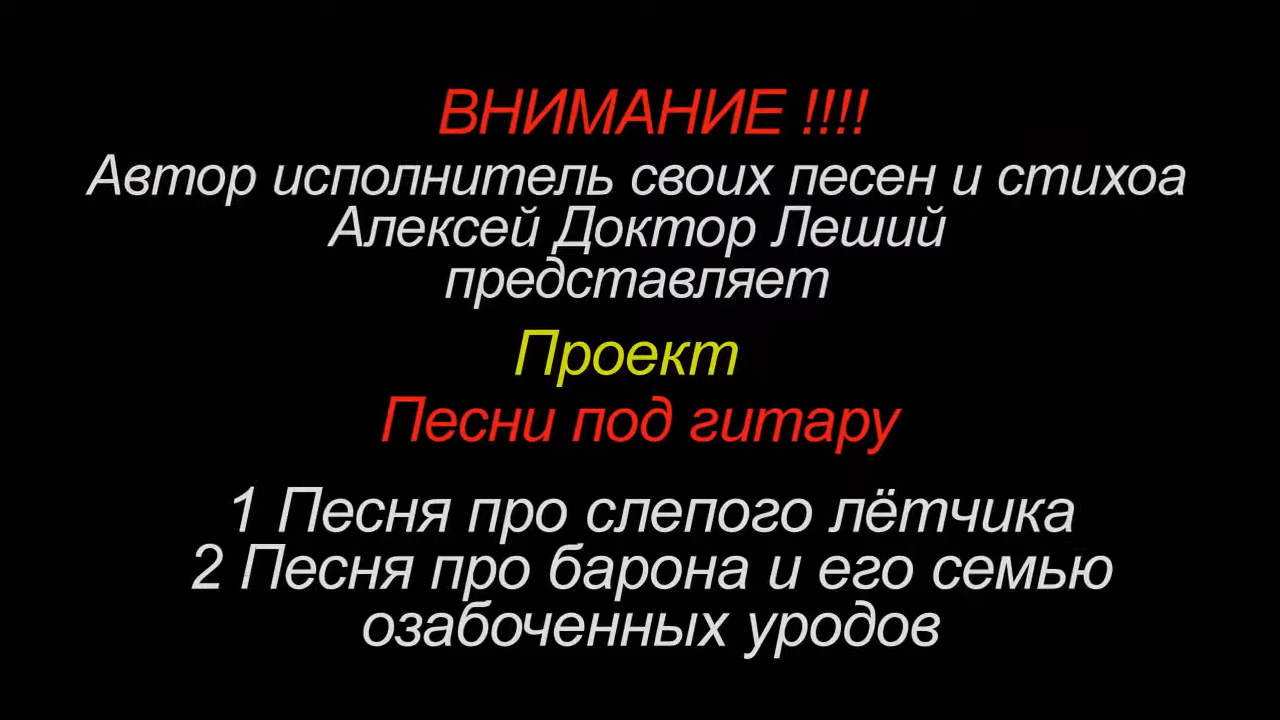 ВНИМАНИЕ !!!!
Автор исполнитель своих песен и стихоа
Алексей Доктор Леший
представляет
Проект
Песни под гитару
1 Песня про слепого лётчика
2 Песня про барона и его семью
озабоченных уродов